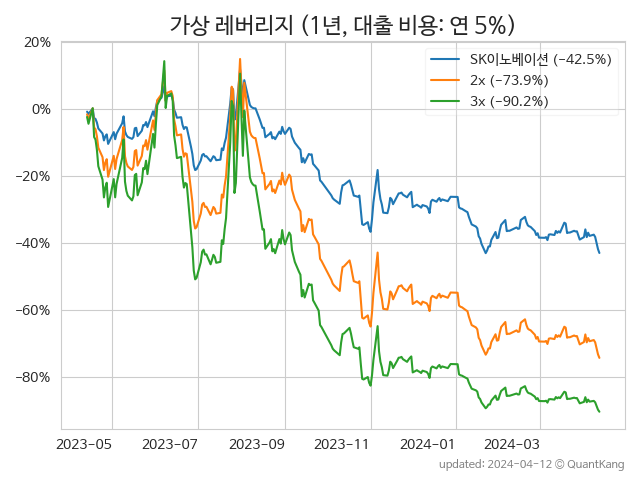 가상 레버리지 (1년, 대출 비용: 연 5%)
SK이노베이션 (−42.5%)
2x (−73.9%)
3x (−90.2%)
20%
0%
−20%
−40%
−60%
−80%
2023-05 2023-07 2023-09 2023-11 2024-01 2024-03
updated: 2024-04-12 © QuantKang